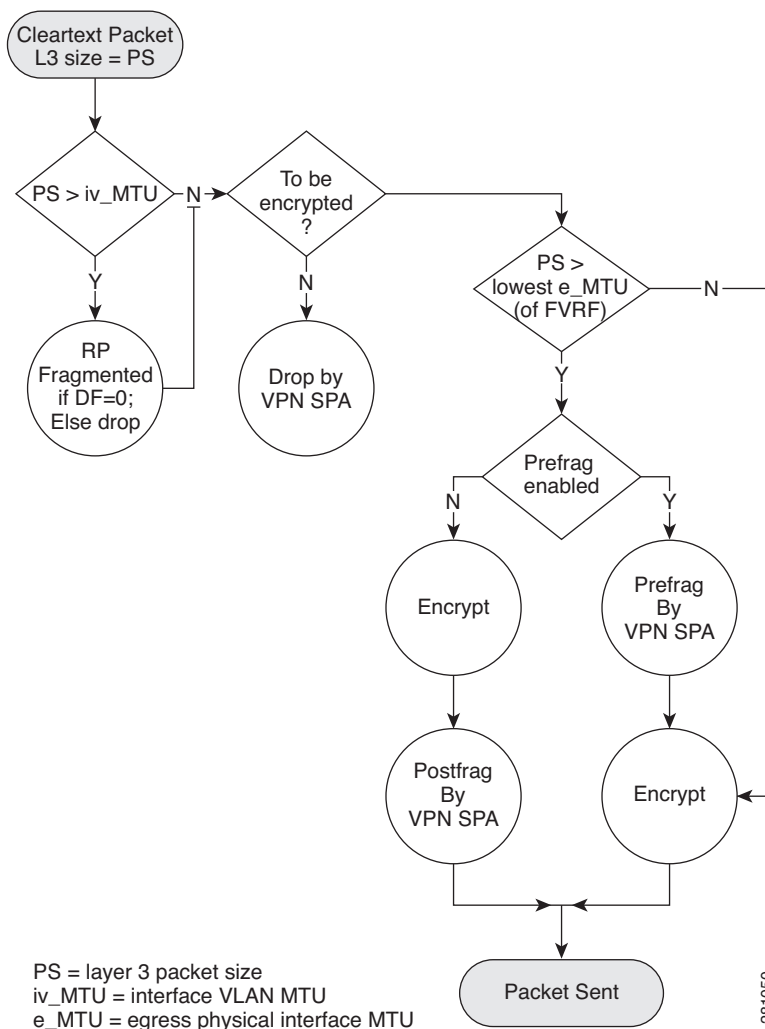 Cleartext Packet
L3 size = PS
PS > iv_MTU
N
To be
encrypted
?
Y
N
PS >
lowest e_MTU
(of FVRF)
N
RP
Fragmented
if DF=0;
Else drop
Drop by
VPN SPA
Y
Prefrag
enabled
N
Y
Encrypt
Prefrag
By
VPN SPA
Postfrag
By
VPN SPA
Encrypt
PS = layer 3 packet size
iv_MTU = interface VLAN MTU
e_MTU = egress physical interface MTU
Packet Sent